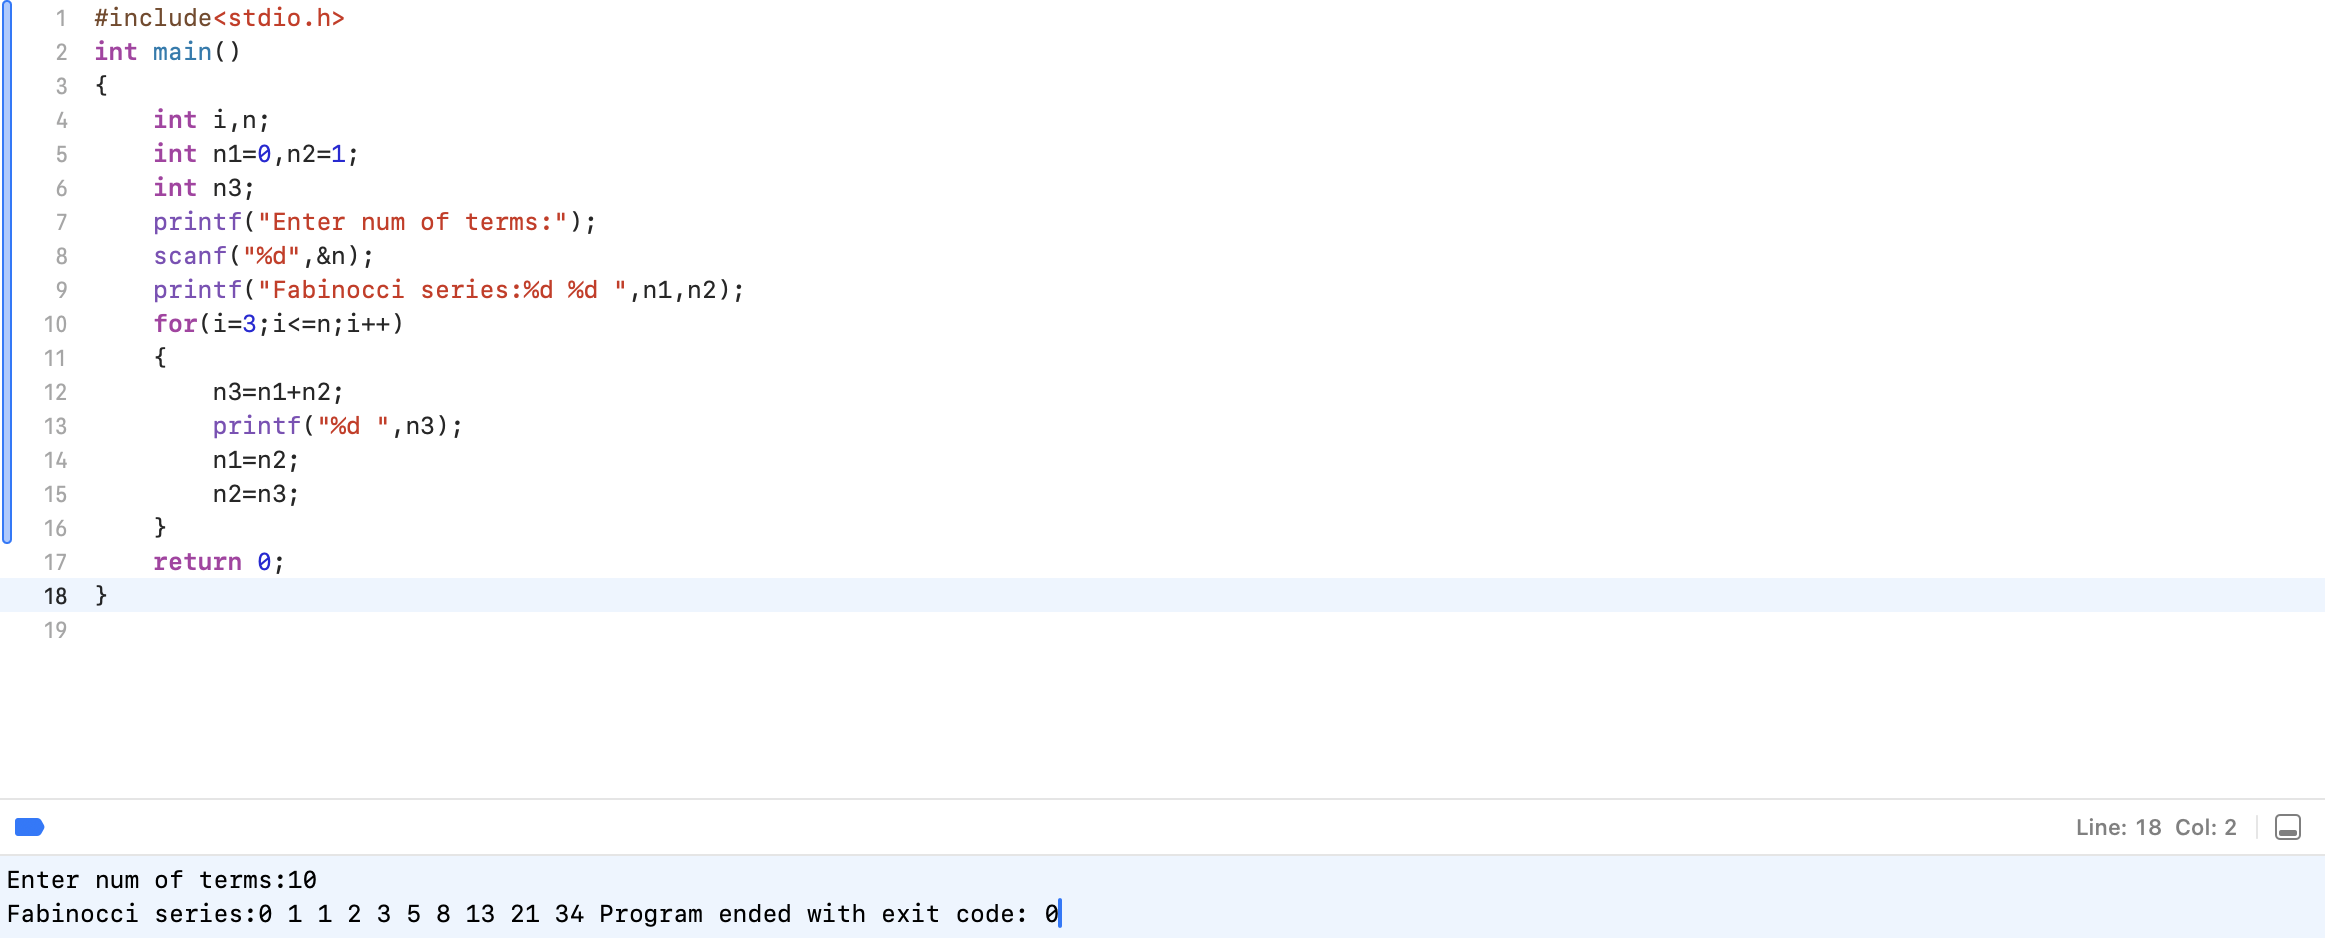 1 #include<stdio.h>
2 int main()
3 {
4     int i,n;
5     int n1=0,n2=1;
6     int n3;
7     printf("Enter num of terms:");
8     scanf("%d",&n);
9     printf("Fabinocci series:%d %d ",n1,n2);
10     for(i=3;i<=n;i++)
11     {
12         n3=n1+n2;
13         printf("%d ",n3);
14         n1=n2;
15         n2=n3;
16     }
17     return 0;
18 }
19
Line: 18 Col: 2
Enter num of terms:10
Fabinocci series:0 1 1 2 3 5 8 13 21 34 Program ended with exit code: 0